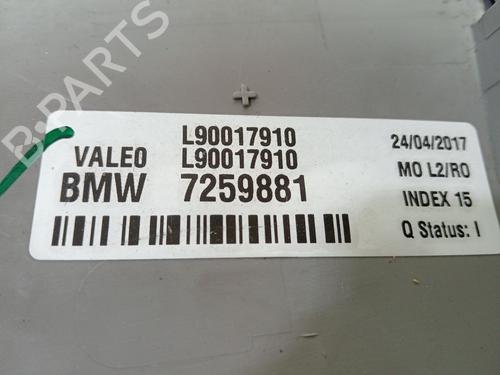 B-PARTS
L90017910
VALEO L90017910
BMW 7259881
24/04/2017
MO L2/RO
INDEX 15
Q Status: I